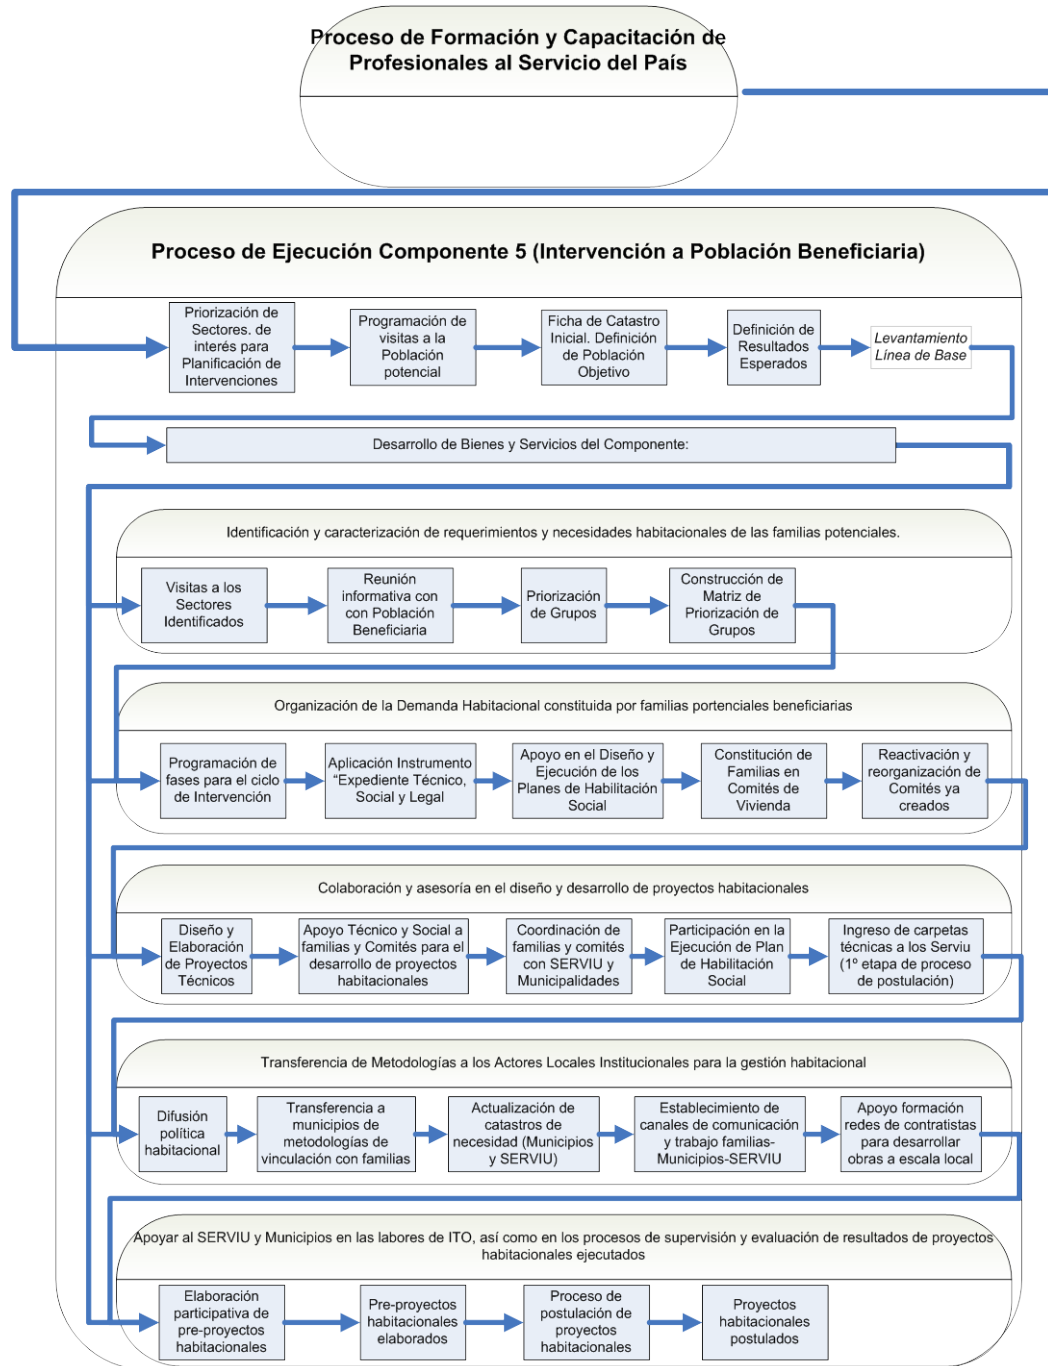 Proceso de Formación y Capacitación de
Profesionales al Servicio del País
Proceso de Ejecución Componente 5 (Intervención a Población Beneficiaria)
Priorización de
Sectores. de
interés para
Planificación de
Intervenciones
Programación de
visitas a la
Población
potencial
Ficha de Catastro
Inicial. Definición
de Población
Objetivo
Definición de
Resultados
Esperados
Levantamiento
Línea de Base
Desarrollo de Bienes y Servicios del Componente:
Identificación y caracterización de requerimientos y necesidades habitacionales de las familias potenciales.
Visitas a los
Sectores
Identificados
Reunión
informativa con
con Población
Beneficiaria
Priorización
de Grupos
Construcción de
Matriz de
Priorización de
Grupos
Organización de la Demanda Habitacional constituida por familias portenciales beneficiarias
Programación de
fases para el ciclo
de Intervención
Aplicación Instrumento
“Expediente Técnico,
Social y Legal
Apoyo en el Diseño y
Ejecución de los
Planes de Habilitación
Social
Constitución de
Familias en
Comités de
Vivienda
Reactivación y
reorganización de
Comités ya
creados
Colaboración y asesoría en el diseño y desarrollo de proyectos habitacionales
Diseño y
Elaboración
de Proyectos
Técnicos
Apoyo Técnico y Social a
familias y Comités para el
desarrollo de proyectos
habitacionales
Coordinación de
familias y comités
con SERVIU y
Municipalidades
Participación en la
Ejecución de Plan
de Habilitación
Social
Ingreso de carpetas
técnicas a los Serviu
(1º etapa de proceso
de postulación)
Transferencia de Metodologías a los Actores Locales Institucionales para la gestión habitacional
Difusión
política
habitacional
Transferencia a
municipios de
metodologías de
vinculación con familias
Actualización de
catastros de
necesidad (Municipios
y SERVIU)
Establecimiento de
canales de comunicación
y trabajo familias-
Municipios-SERVIU
Apoyo formación
redes de contratistas
para desarrollar
obras a escala local
Apoyar al SERVIU y Municipios en las labores de ITO, así como en los procesos de supervisión y evaluación de resultados de proyectos
habitacionales ejecutados
Elaboración
participativa de
pre-proyectos
habitacionales
Pre-proyectos
habitacionales
elaborados
Proceso de
postulación de
proyectos
habitacionales
Proyectos
habitacionales
postulados